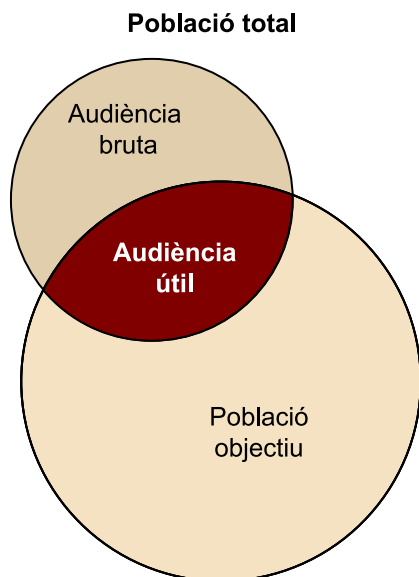 Població total
Audiència
bruta
Audiència
útil
Població
objectiu